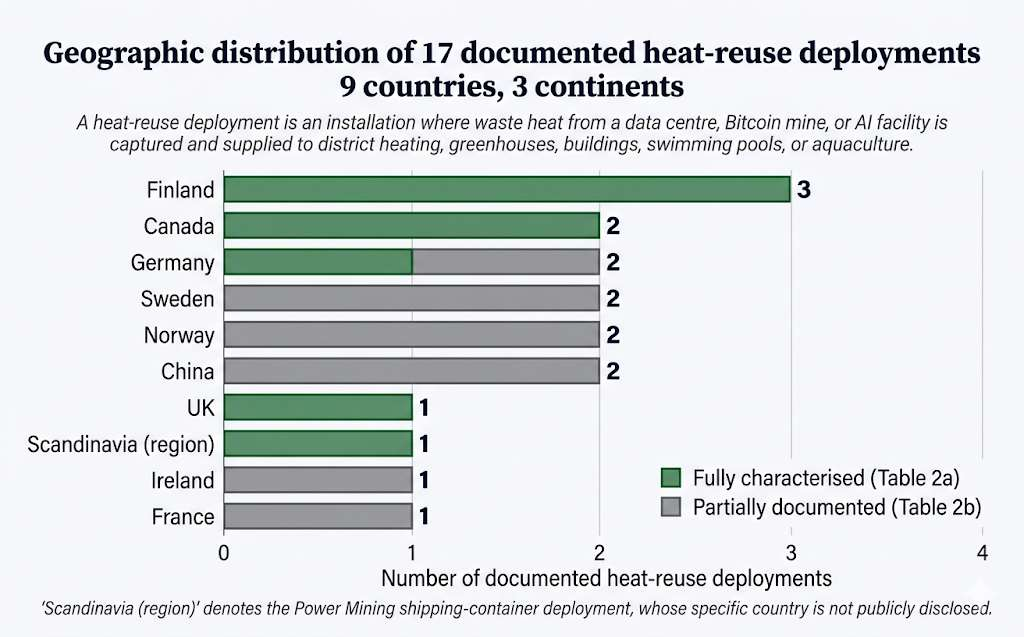 Geographic distribution of 17 documented heat-reuse deployments
9 countries, 3 continents
A heat-reuse deployment is an installation where waste heat from a data centre, Bitcoin mine, or AI facility is
captured and supplied to district heating, greenhouses, buildings, swimming pools, or aquaculture.
Finland 3
Canada 2
Germany 2
Sweden 2
Norway 2
China 2
UK 1
Scandinavia (region) 1
Ireland 1
France 1
Fully characterised (Table 2a)
Partially documented (Table 2b)
0 1 2 3 4
Number of documented heat-reuse deployments
'Scandinavia (region)' denotes the Power Mining shipping-container deployment, whose specific country is not publicly disclosed.